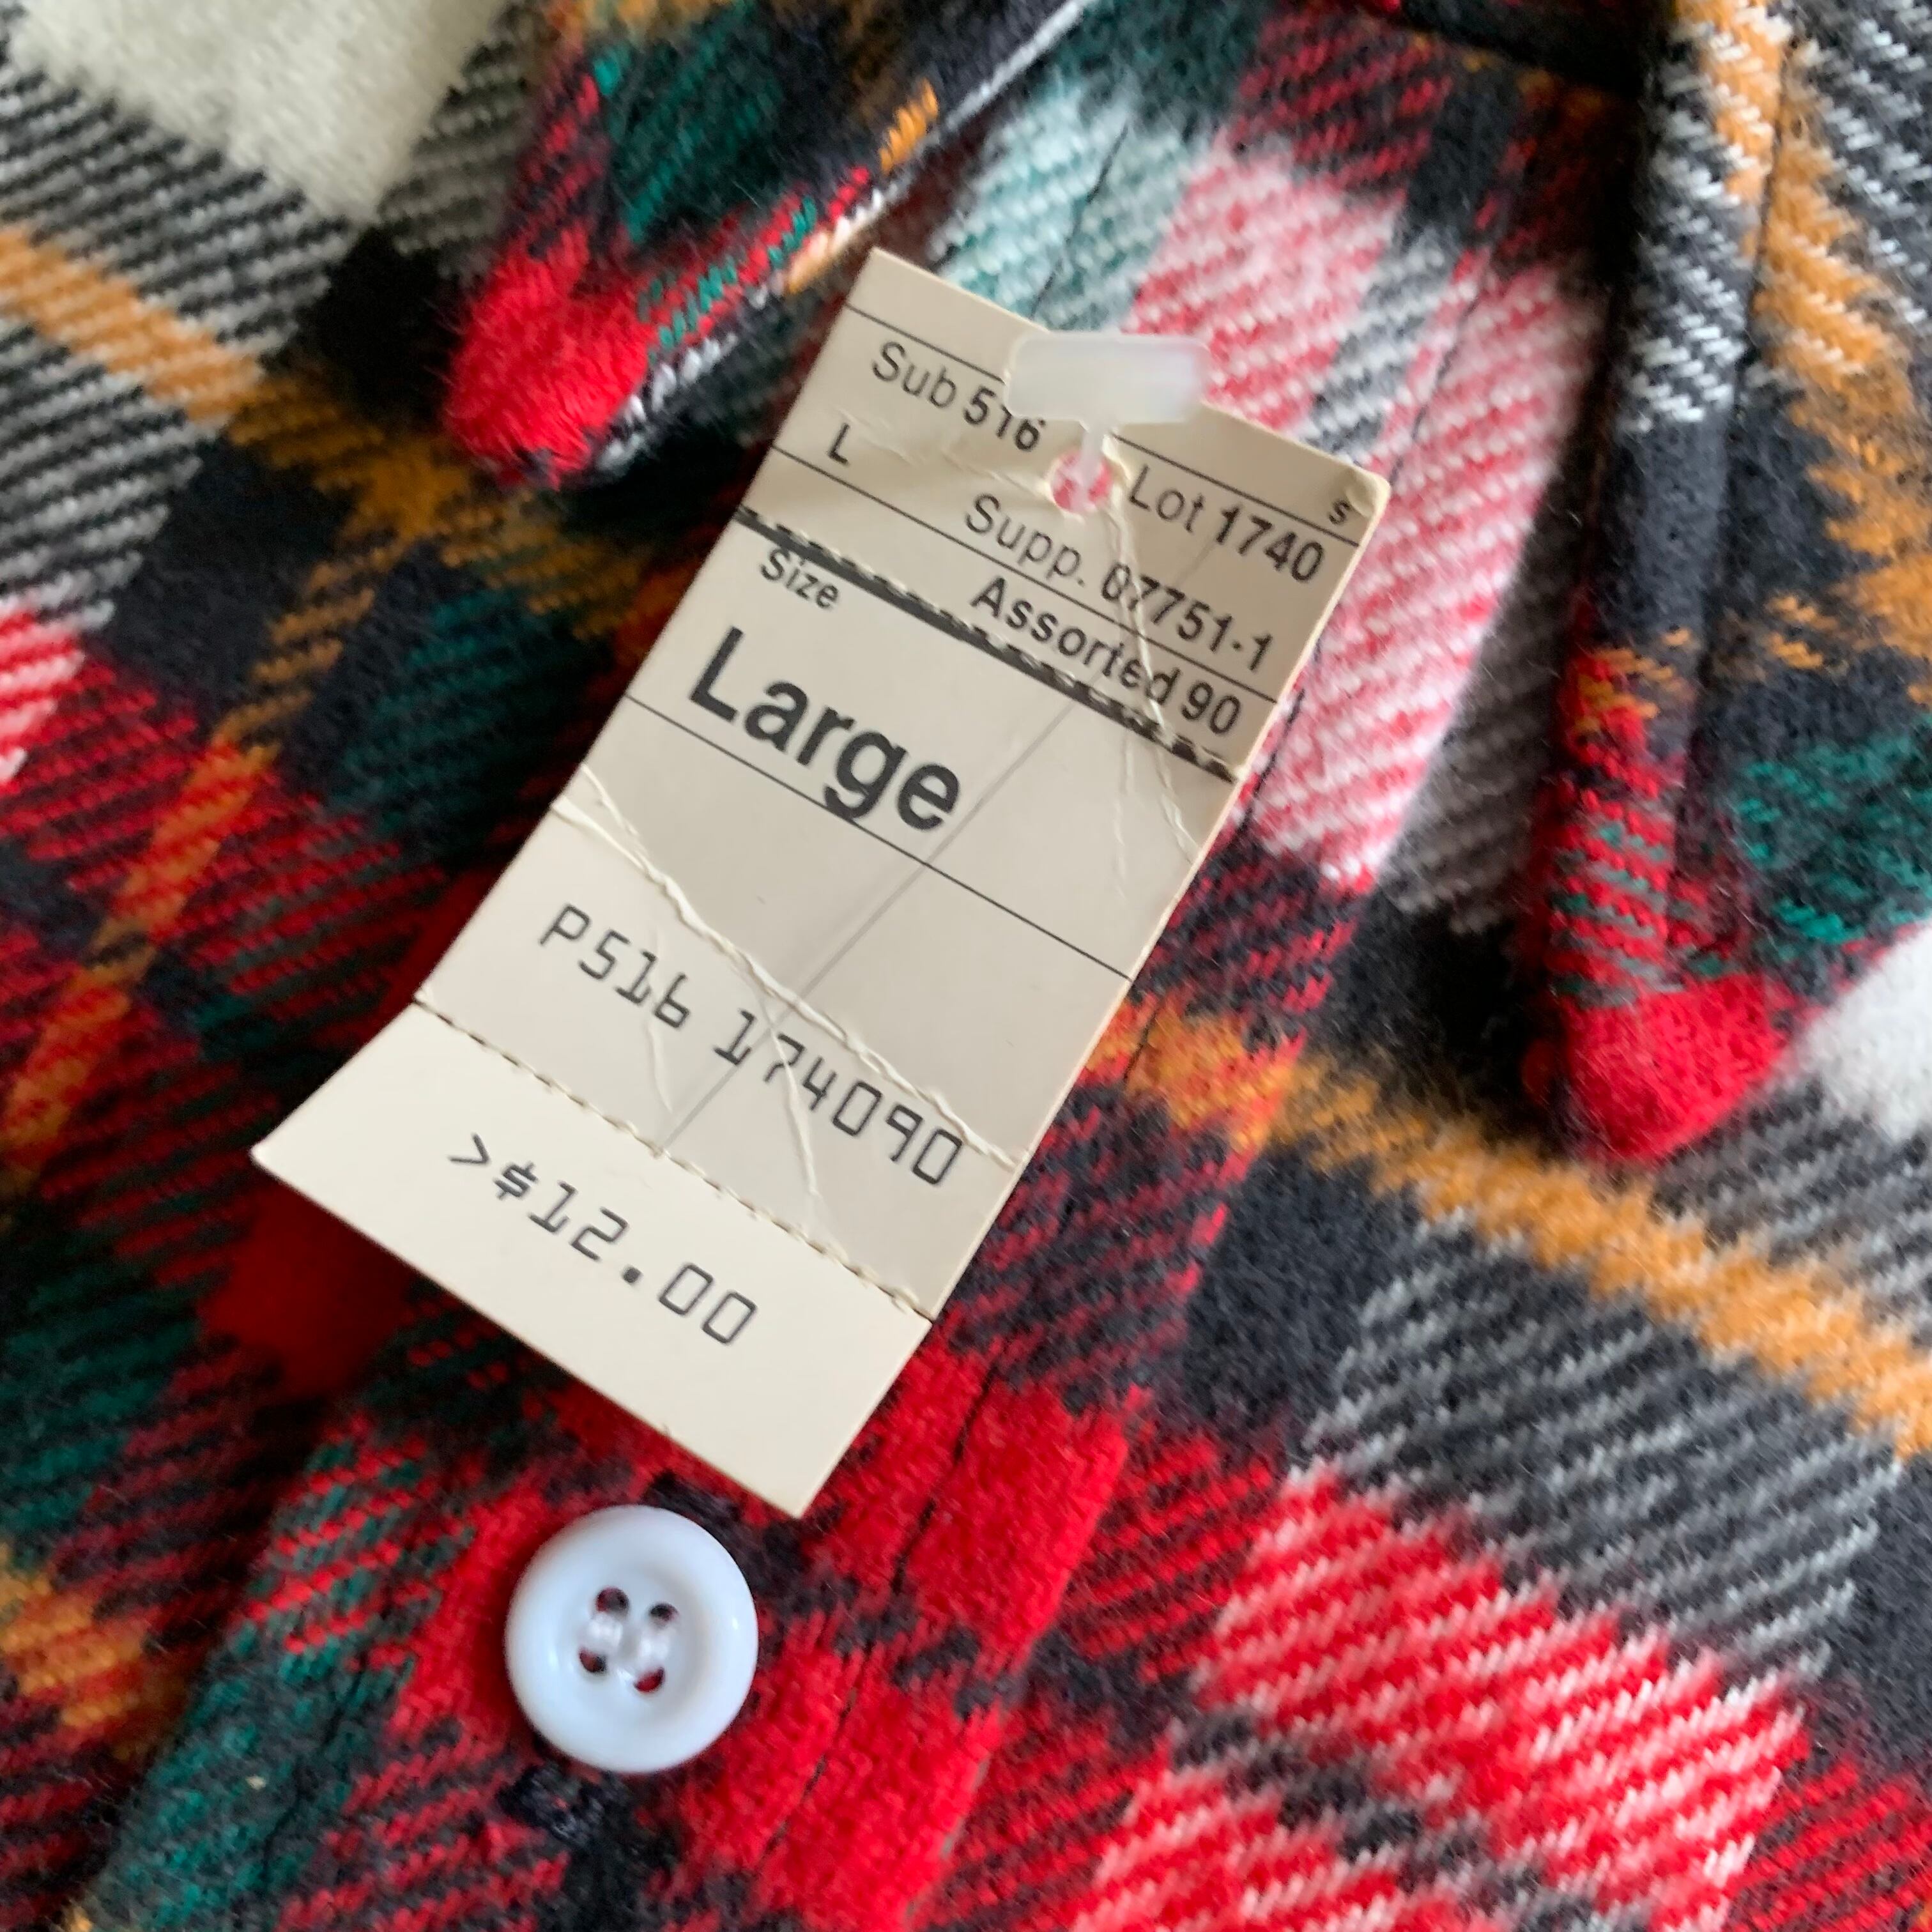 s
Sub 516 Lot 1740
L Supp. 07751-1
Assorted 90
Size
Large
P516 174090
>$12.00